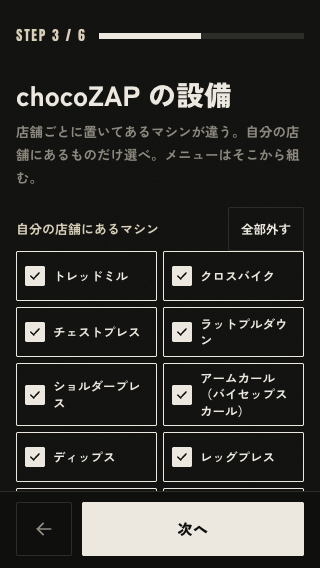 STEP 3 / 6
chocoZAP の設備
店舗ごとに置いてあるマシンが違う。自分の店
舗にあるものだけ選べ。メニューはそこから組
む。
自分の店舗にあるマシン
全部外す
トレッドミル
クロスバイク
チェストプレス
ラットプルダウ
ン
ショルダープレ
ス
アームカール
（バイセップス
カール）
ディップス
レッグプレス
次へ